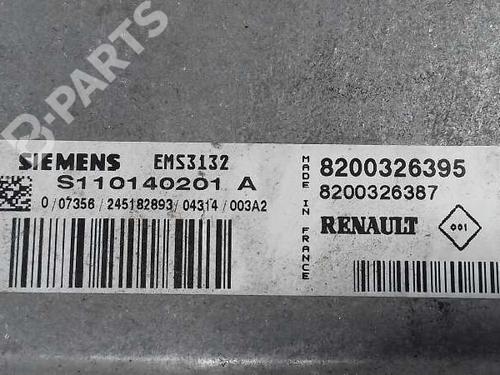 B-PARTS
SIEMENS EMS3132
S110140201 A
0/07356/245182893/04314/003A2
MADE IN FRANCE
8200326395
8200326387
RENAULT
001